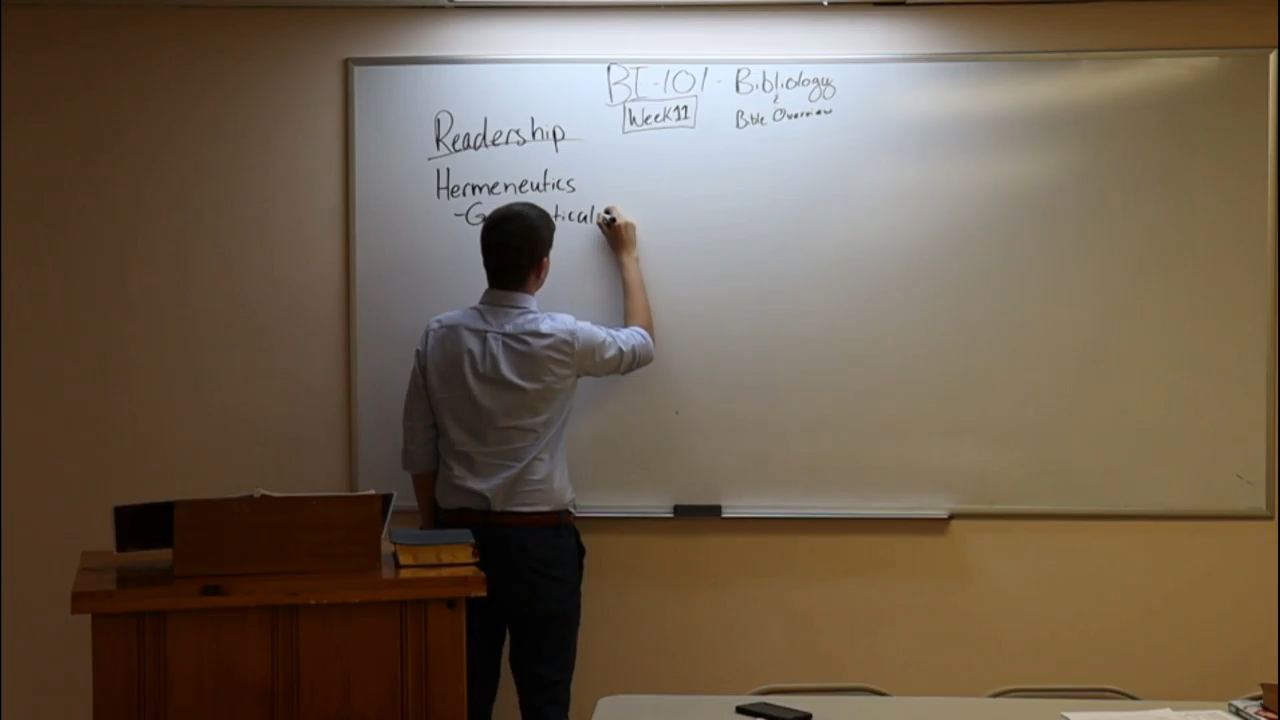 BI-101 - Bibliology
&
Week 11
Bible Overview
Readership
Hermeneutics